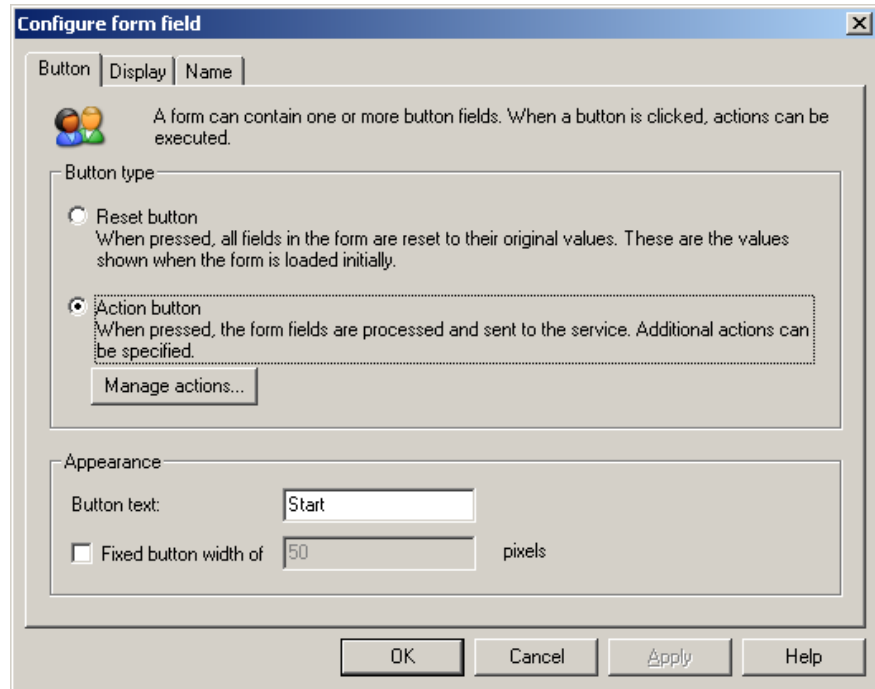 Configure form field
Button Display Name
A form can contain one or more button fields. When a button is clicked, actions can be
executed.
Button type
Reset button
When pressed, all fields in the form are reset to their original values. These are the values
shown when the form is loaded initially.
Action button
When pressed, the form fields are processed and sent to the service. Additional actions can
be specified.
Manage actions...
Appearance
Button text: Start
Fixed button width of 50 pixels
OK Cancel Apply Help